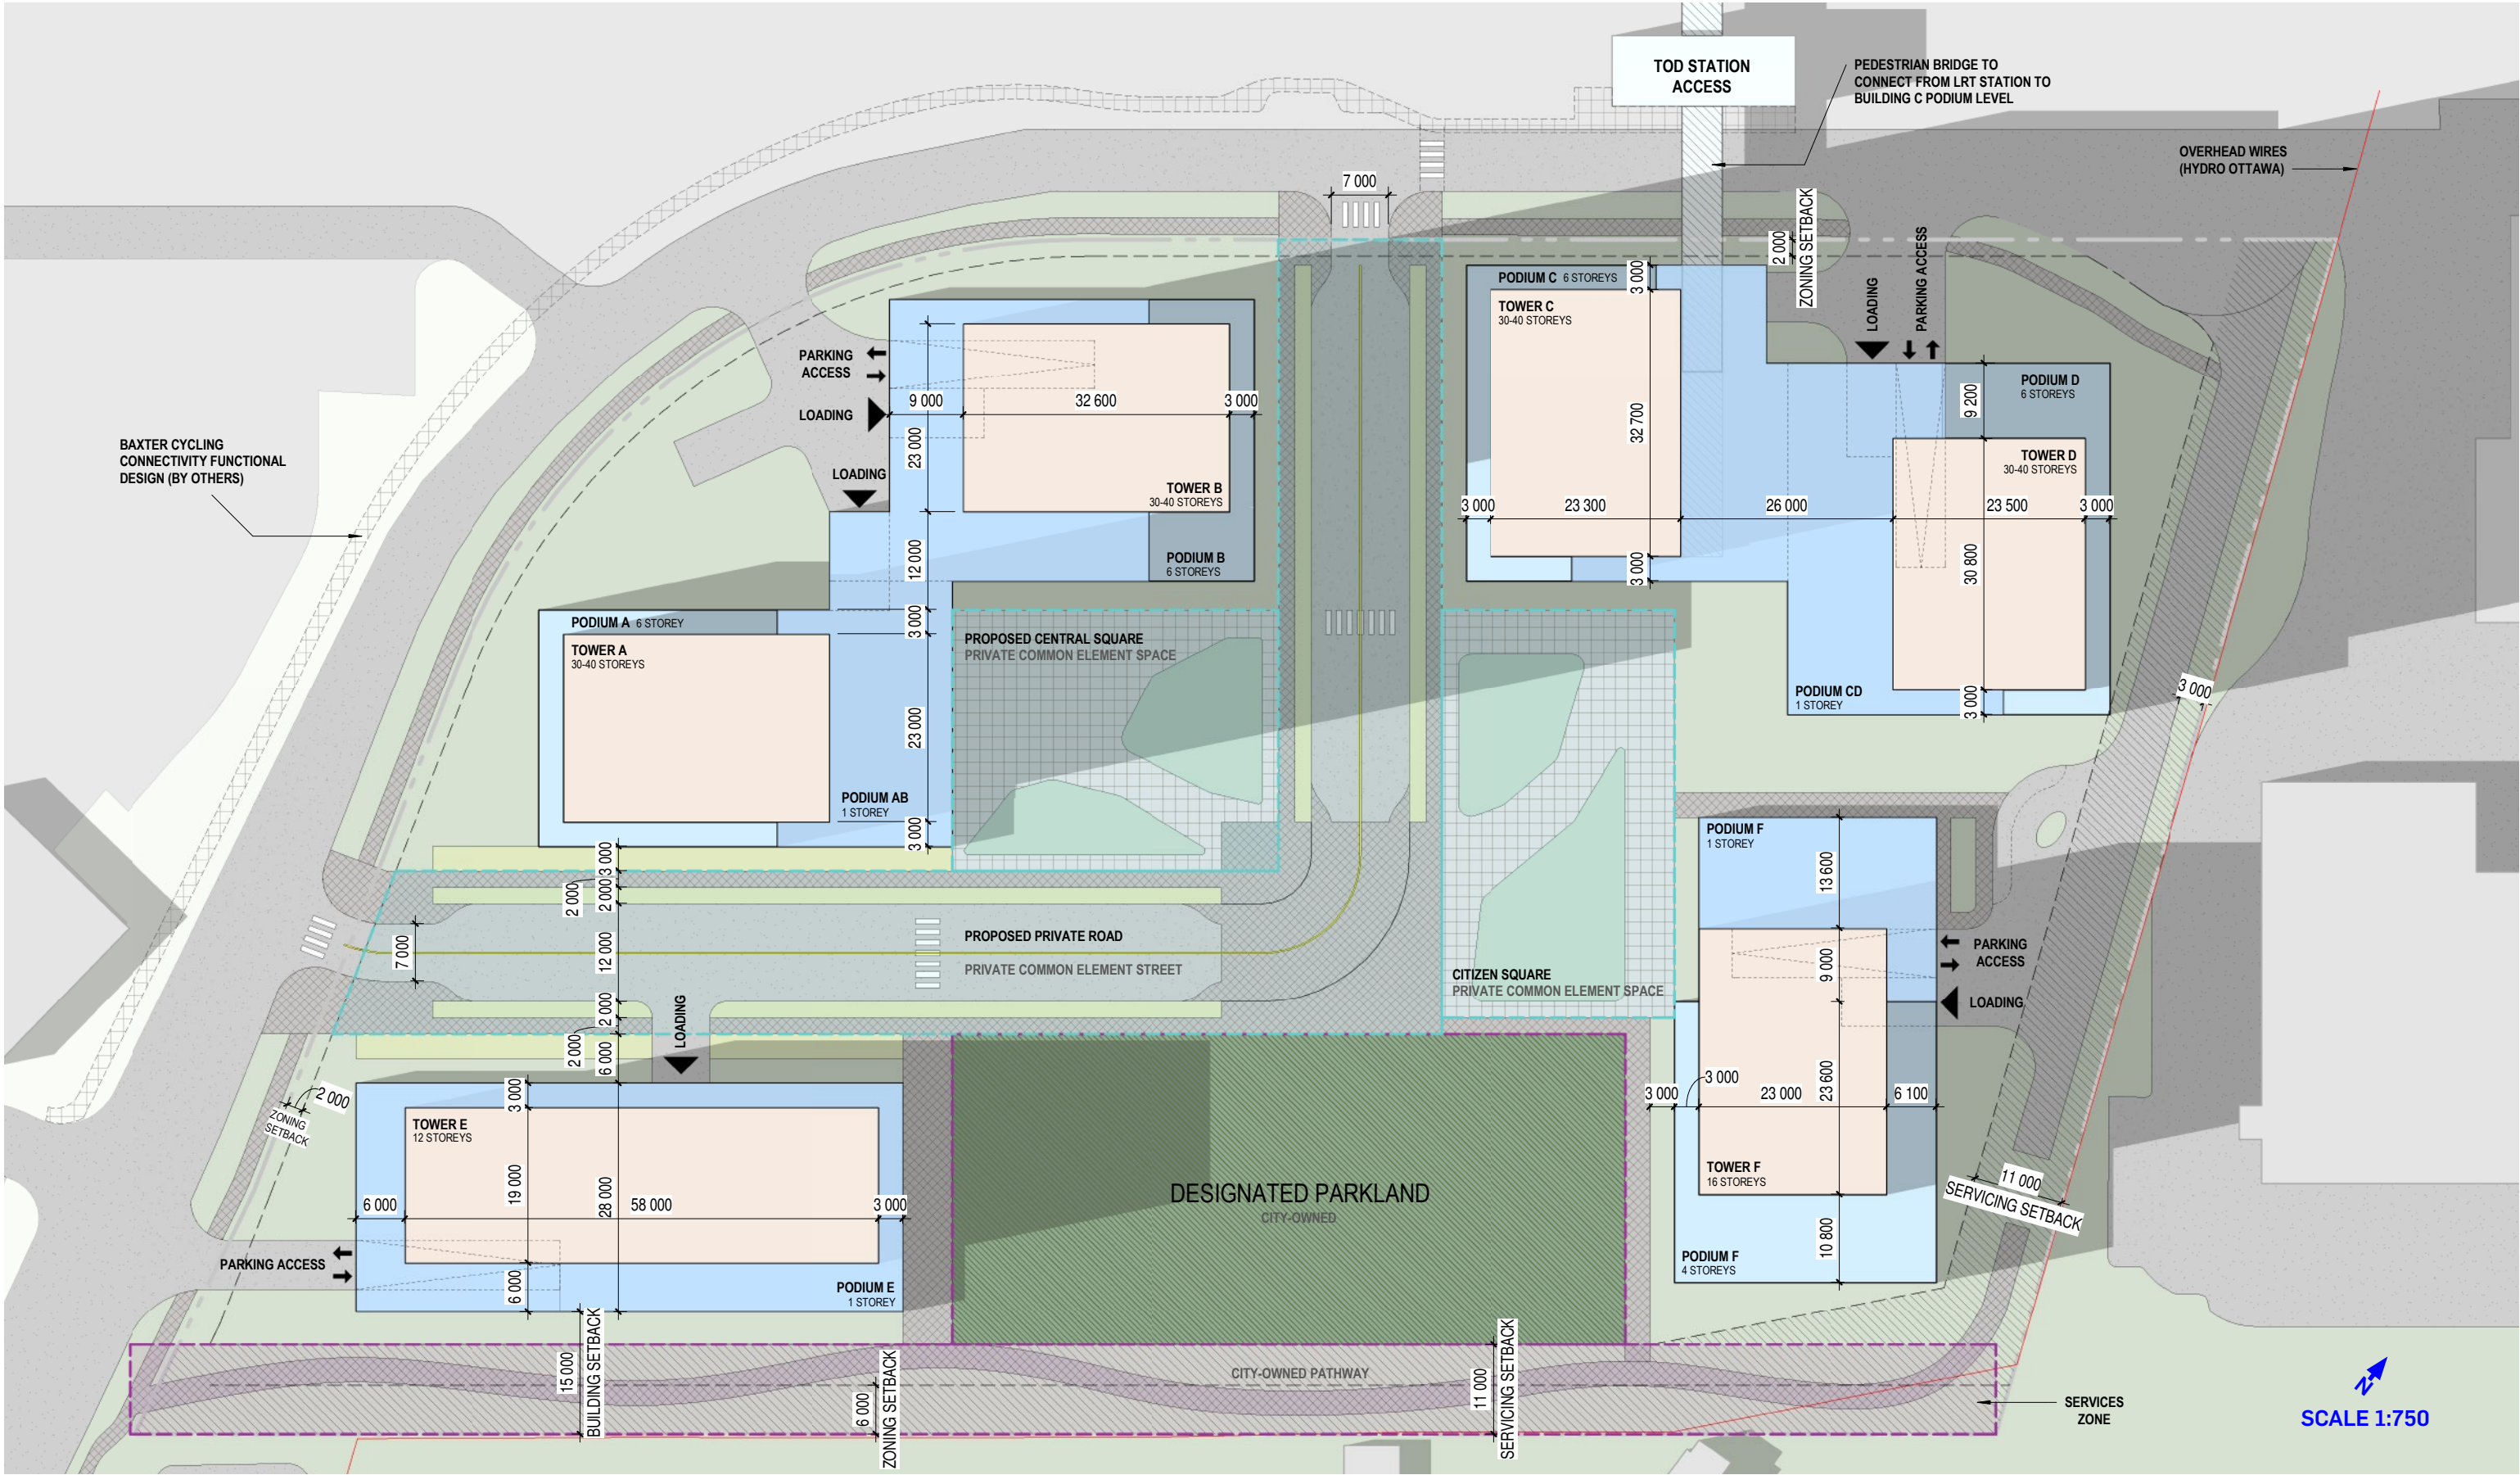 TOD STATION
ACCESS
PEDESTRIAN BRIDGE TO
CONNECT FROM LRT STATION TO
BUILDING C PODIUM LEVEL
OVERHEAD WIRES
(HYDRO OTTAWA)
7 000
2 000
ZONING SETBACK
LOADING
PARKING ACCESS
PODIUM C 6 STOREYS
3 000
TOWER C
30-40 STOREYS
32 700
3 000
23 300
26 000
23 500
3 000
3 000
PODIUM D
6 STOREYS
9 200
TOWER D
30-40 STOREYS
30 800
PODIUM CD
1 STOREY
3 000
3 000
PARKING
ACCESS
LOADING
9 000
32 600
3 000
23 000
LOADING
TOWER B
30-40 STOREYS
12 000
PODIUM B
6 STOREYS
BAXTER CYCLING
CONNECTIVITY FUNCTIONAL
DESIGN (BY OTHERS)
PODIUM A 6 STOREY
3 000
TOWER A
30-40 STOREYS
23 000
PODIUM AB
1 STOREY
3 000
PROPOSED CENTRAL SQUARE
PRIVATE COMMON ELEMENT SPACE
3 000
2 000
2 000
7 000
12 000
PROPOSED PRIVATE ROAD
PRIVATE COMMON ELEMENT STREET
2 000
2 000
6 000
LOADING
CITIZEN SQUARE
PRIVATE COMMON ELEMENT SPACE
PODIUM F
1 STOREY
13 600
9 000
PARKING
ACCESS
LOADING
3 000
3 000
23 000
23 600
6 100
TOWER F
16 STOREYS
10 800
PODIUM F
4 STOREYS
11 000
SERVICING SETBACK
2 000
ZONING
SETBACK
3 000
TOWER E
12 STOREYS
19 000
28 000
6 000
58 000
3 000
PARKING ACCESS
6 000
PODIUM E
1 STOREY
DESIGNATED PARKLAND
CITY-OWNED
15 000
BUILDING SETBACK
6 000
ZONING SETBACK
CITY-OWNED PATHWAY
11 000
SERVICING SETBACK
SERVICES
ZONE
N
SCALE 1:750